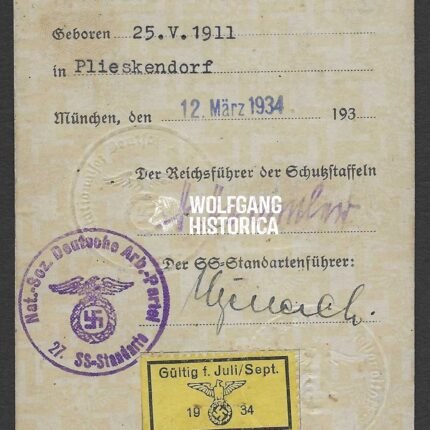 Geboren 25.V.1911
in Plieskendorf
München, den 12. März 1934 193
Der Reichsführer der Schutzstaffeln
WOLFGANG
HISTORICA
Der SS-Standartenführer:
Nat.-Soz. Deutsche Arb.-Partei
27. SS-Standarte
Gültig f. Juli/Sept.
19 34